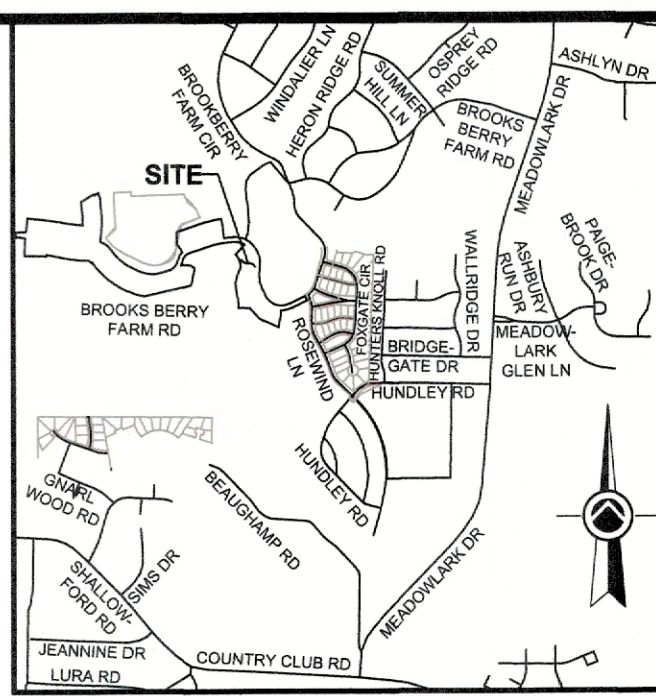 BROOKBERRY
FARM CIR
WINDALIER LN
HERON RIDGE RD
SUMMER
HILL LN
OSPREY
RIDGE RD
BROOKS
BERRY
FARM RD
MEADOWLARK DR
ASHLYN DR
SITE
BROOKS BERRY
FARM RD
ROSEWIND
LN
FOXGATE CIR
HUNTERS KNOLL RD
WALLRIDGE DR
ASHBURY
RUN DR
PAIGE-
BROOK DR
MEADOW-
LARK
GLEN LN
BRIDGE-
GATE DR
HUNDLEY RD
HUNDLEY RD
GNARL
WOOD RD
BEAUGHAMP RD
SHALLOW-
FORD RD
SIMS DR
MEADOWLARK DR
JEANNINE DR
LURA RD
COUNTRY CLUB RD